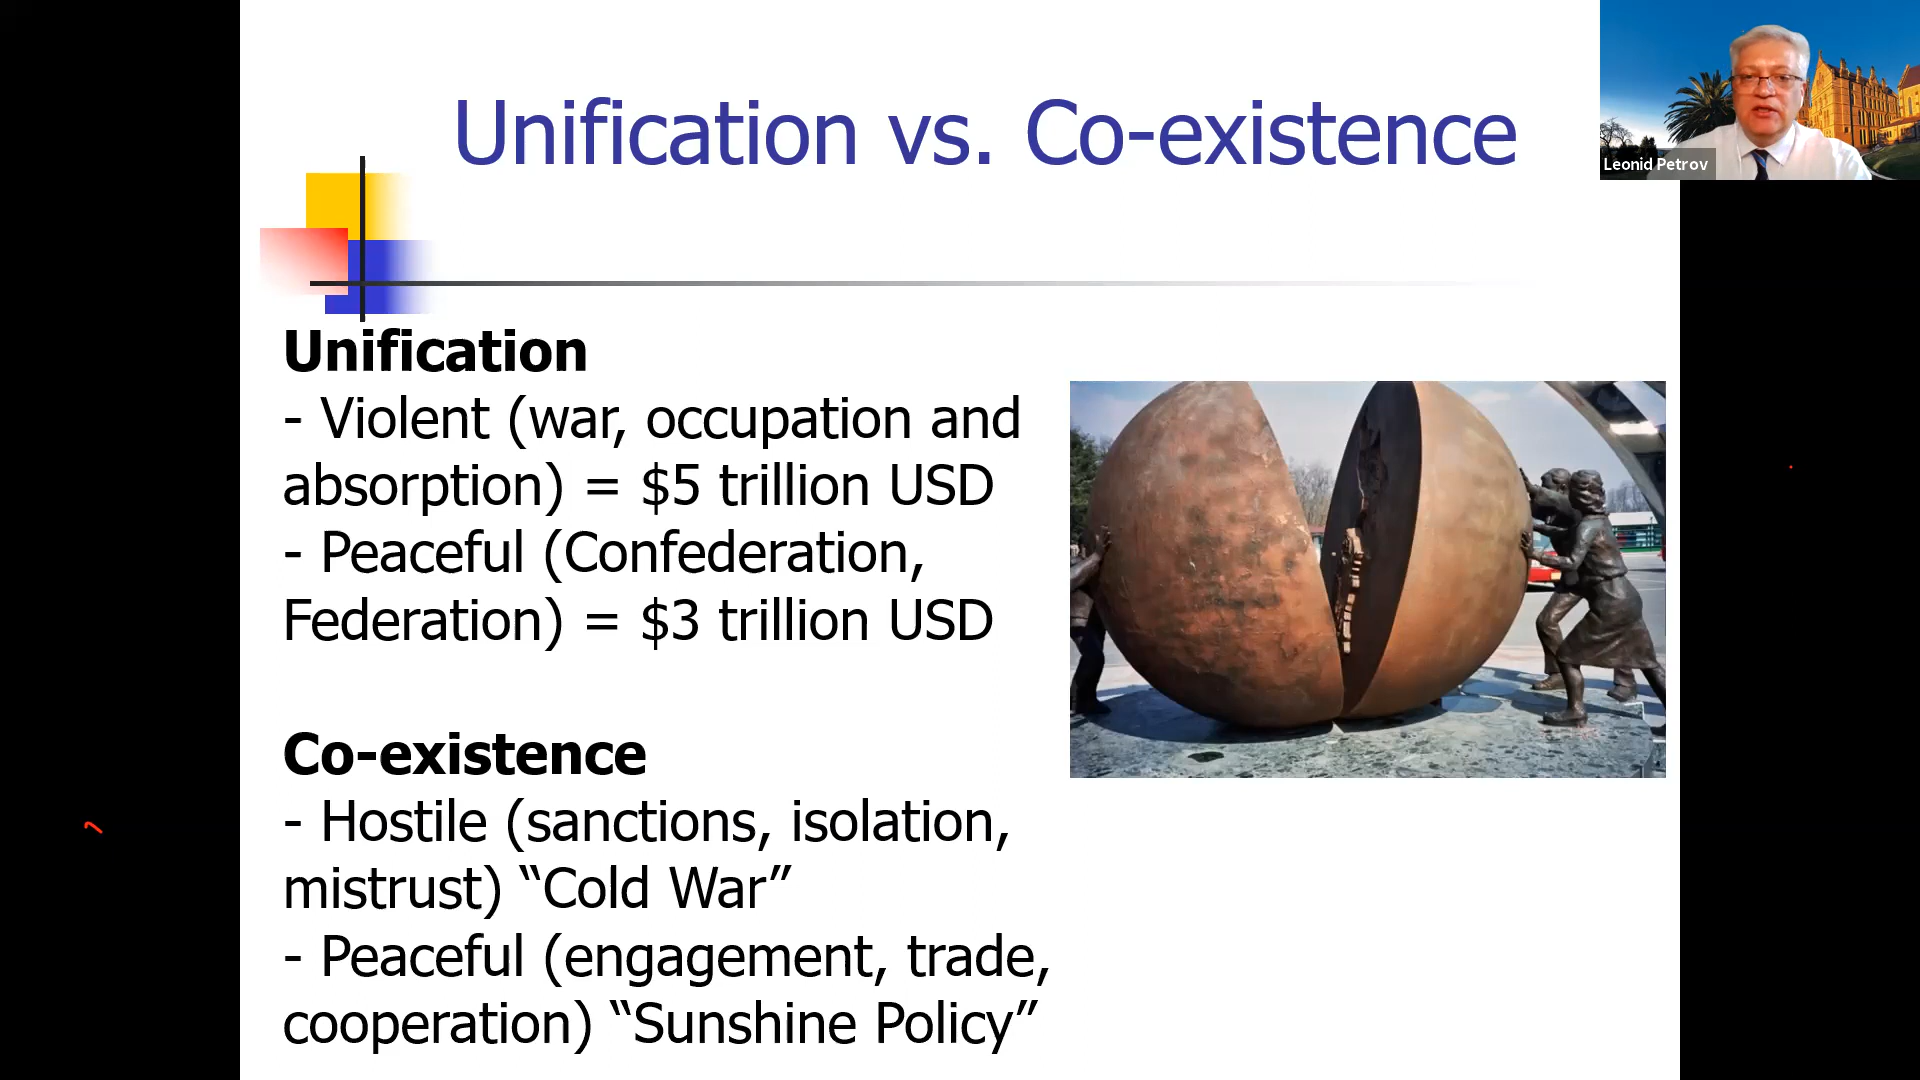 Unification vs. Co-existence
Leonid Petrov
Unification
- Violent (war, occupation and
absorption) = $5 trillion USD
- Peaceful (Confederation,
Federation) = $3 trillion USD
Co-existence
- Hostile (sanctions, isolation,
mistrust) “Cold War”
- Peaceful (engagement, trade,
cooperation) “Sunshine Policy”